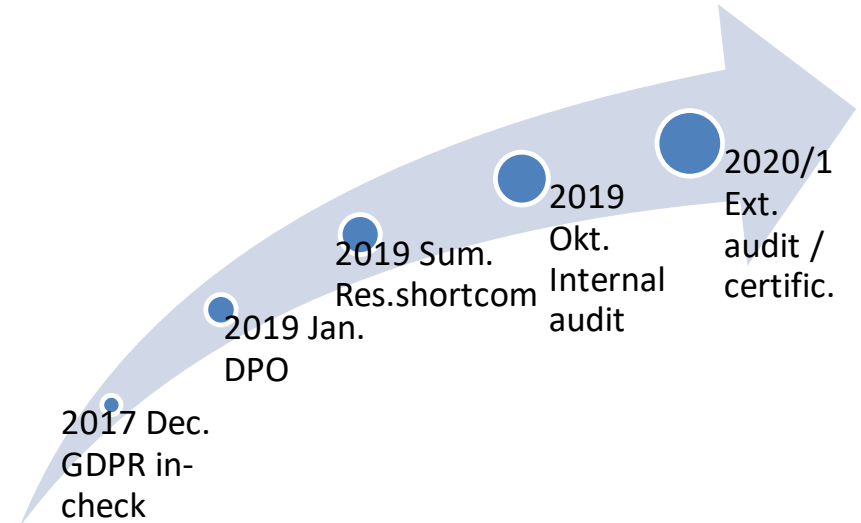 2017 Dec.
GDPR in-
check
2019 Jan.
DPO
2019 Sum.
Res.shortcom
2019
Okt.
Internal
audit
2020/1
Ext.
audit /
certific.